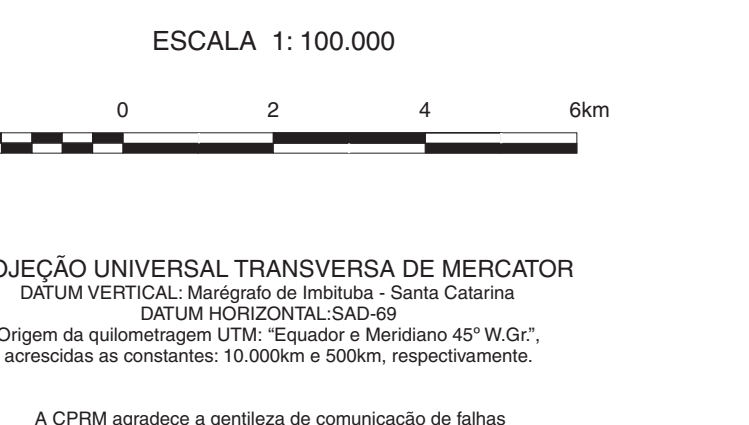 ESCALA 1: 100.000
0 2 4 6km
OJEÇÃO UNIVERSAL TRANSVERSA DE MERCATOR
DATUM VERTICAL: Marégrafo de Imbituba - Santa Catarina
DATUM HORIZONTAL:SAD-69
Origem da quilometragem UTM: “Equador e Meridiano 45º W.Gr.”,
acrescidas as constantes: 10.000km e 500km, respectivamente.
A CPRM agradece a gentileza de comunicação de falhas